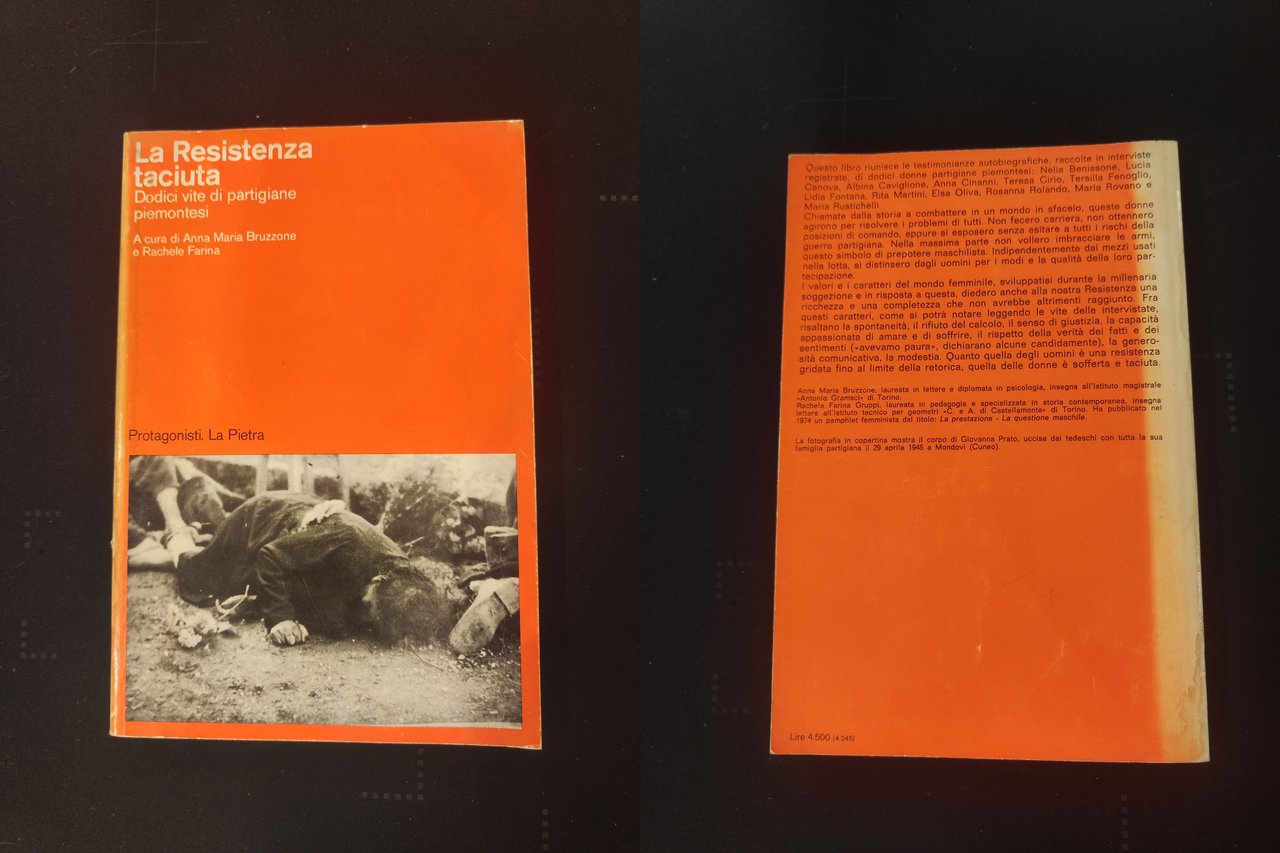 La Resistenza
taciuta
Dodici vite di partigiane
piemontesi
A cura di Anna Maria Bruzzone
e Rachele Farina
Protagonisti. La Pietra
Questo libro riunisce le testimonianze autobiografiche, raccolte in interviste
registrate, di dodici donne partigiane piemontesi: Nelia Benissone, Lucia
Canova, Albina Caviglione, Anna Cinanni, Teresa Cirio, Tersilla Fenoglio,
Lidia Fontana, Rita Martini, Elsa Oliva, Rosanna Rolando, Maria Rovano e
Maria Rustichelli.
Chiamate dalla storia a combattere in un mondo in sfacelo, queste donne
agirono per risolvere i problemi di tutti. Non fecero carriera, non ottennero
posizioni di comando, eppure si esposero senza esitare a tutti i rischi della
guerra partigiana. Nella massima parte non vollero imbracciare le armi,
questo simbolo di prepotere maschilista. Indipendentemente dai mezzi usati
nella lotta, si distinsero dagli uomini per i modi e la qualità della loro par-
tecipazione.
I valori e i caratteri del mondo femminile, sviluppatisi durante la millenaria
soggezione e in risposta a questa, diedero anche alla nostra Resistenza una
ricchezza e una completezza che non avrebbe altrimenti raggiunto. Fra
questi caratteri, come si potrà notare leggendo le vite delle intervistate,
risaltano la spontaneità, il rifiuto del calcolo, il senso di giustizia, la capacità
appassionata di amare e di soffrire, il rispetto della verità dei fatti e dei
sentimenti («avevamo paura», dichiarano alcune candidamente), la genero-
sità comunicativa, la modestia. Quanto quella degli uomini è una resistenza
gridata fino al limite della retorica, quella delle donne è sofferta e taciuta.
Anna Maria Bruzzone, laureata in lettere e diplomata in psicologia, insegna all'Istituto magistrale
«Antonio Gramsci» di Torino.
Rachele Farina Gruppi, laureata in pedagogia e specializzata in storia contemporanea, insegna
lettere all'Istituto tecnico per geometri «C. e A. di Castellamonte» di Torino. Ha pubblicato nel
1974 un pamphlet femminista dal titolo: La prestazione - La questione maschile.
La fotografia in copertina mostra il corpo di Giovanna Prato, uccisa dai tedeschi con tutta la sua
famiglia partigiana il 29 aprile 1945 a Mondovì (Cuneo).
Lire 4.500 (4.245)